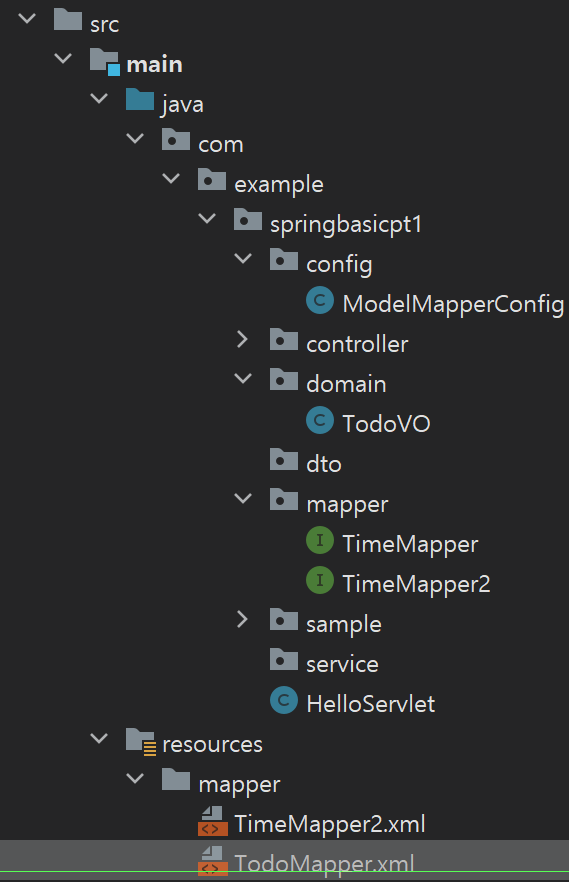 src
main
java
com
example
springbasicpt1
config
C ModelMapperConfig
controller
domain
C TodoVO
dto
mapper
I TimeMapper
I TimeMapper2
sample
service
C HelloServlet
resources
mapper
<> TimeMapper2.xml
<> TodoMapper.xml